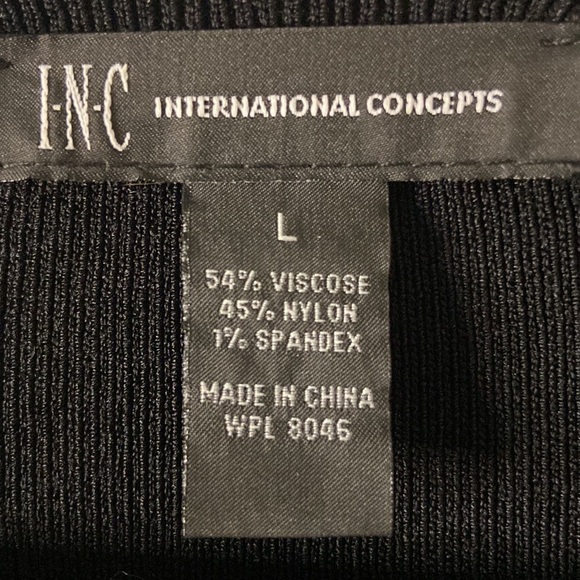 I-N-C INTERNATIONAL CONCEPTS
L
54% VISCOSE
45% NYLON
1% SPANDEX
MADE IN CHINA
WPL 8046